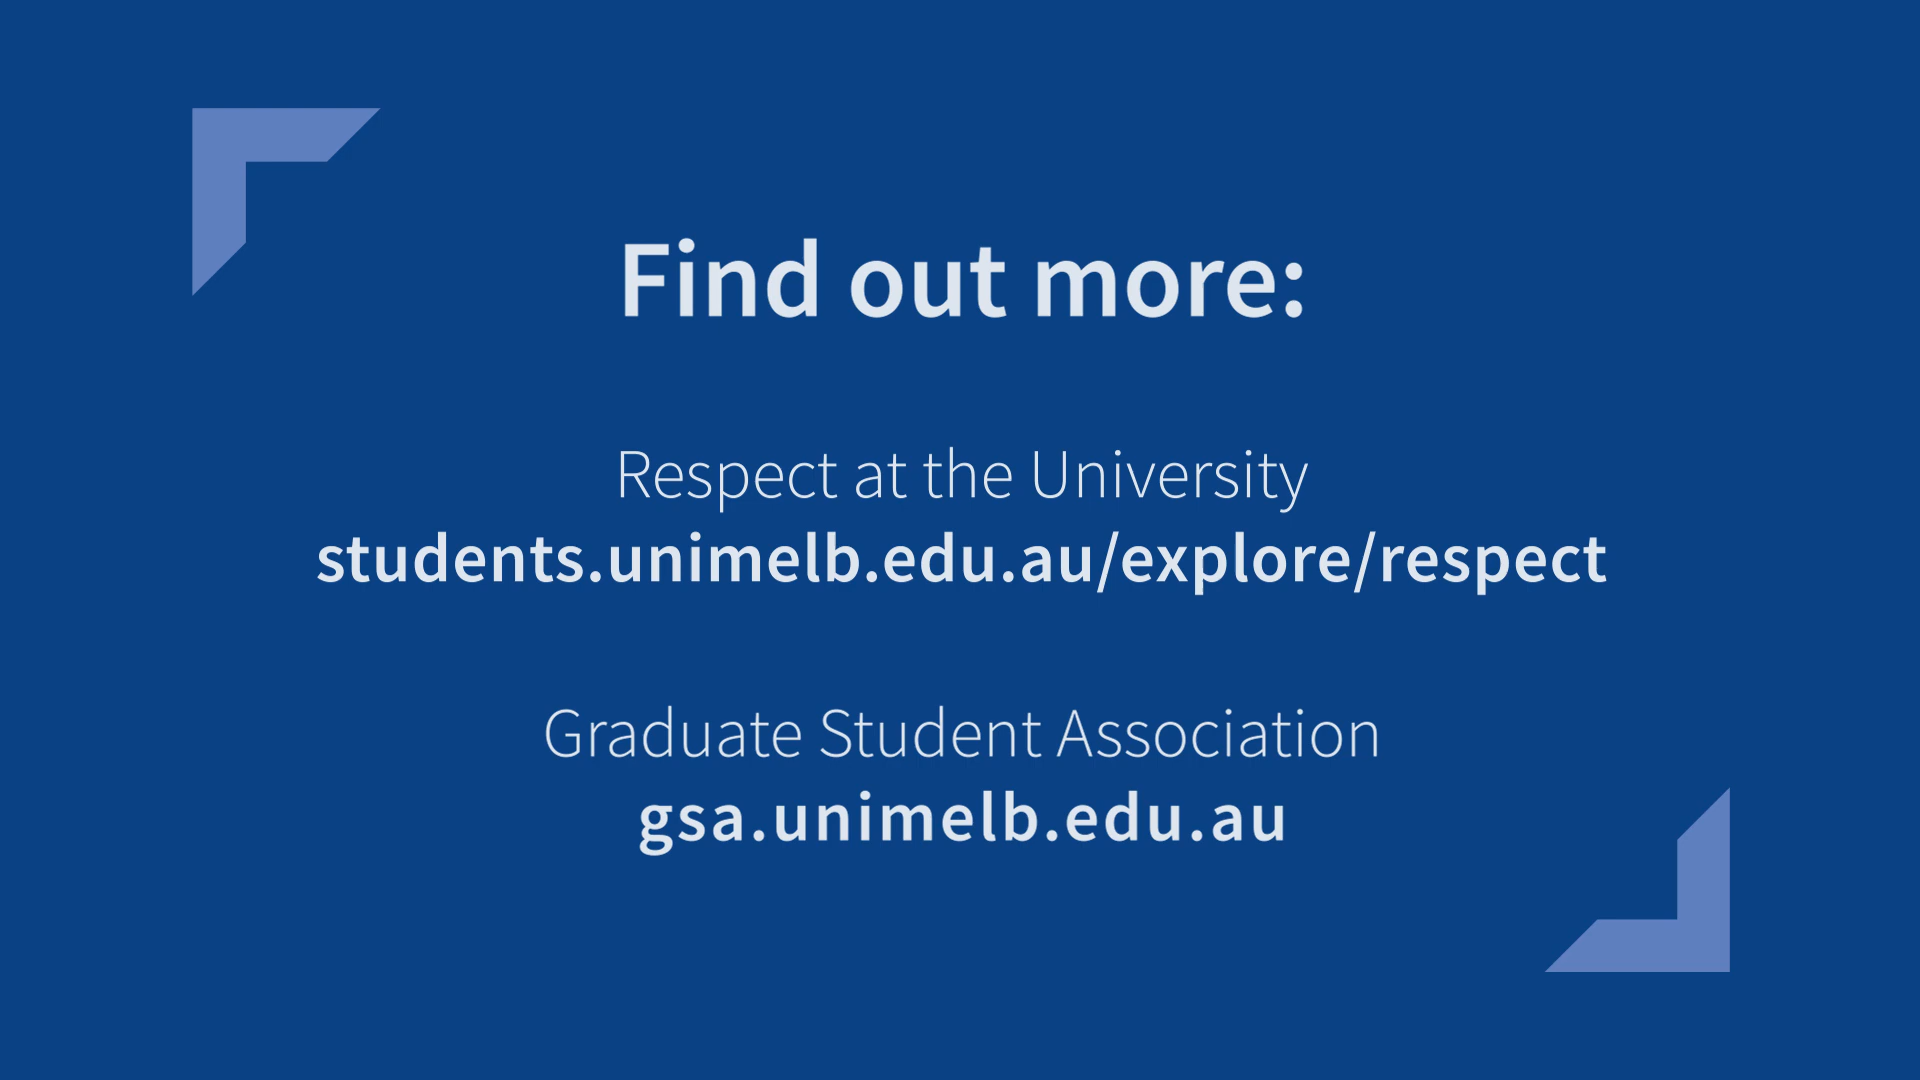 Find out more:
Respect at the University
students.unimelb.edu.au/explore/respect
Graduate Student Association
gsa.unimelb.edu.au